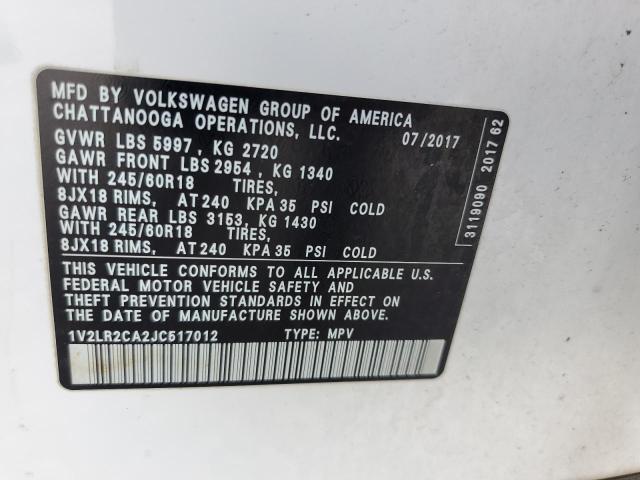 MFD BY VOLKSWAGEN GROUP OF AMERICA
CHATTANOOGA OPERATIONS, LLC. 07/2017
GVWR LBS 5997, KG 2720
GAWR FRONT LBS 2954, KG 1340
WITH 245/60R18 TIRES,
8JX18 RIMS, AT 240 KPA 35 PSI COLD
GAWR REAR LBS 3153, KG 1430
WITH 245/60R18 TIRES,
8JX18 RIMS, AT 240 KPA 35 PSI COLD
THIS VEHICLE CONFORMS TO ALL APPLICABLE U.S.
FEDERAL MOTOR VEHICLE SAFETY AND
THEFT PREVENTION STANDARDS IN EFFECT ON
THE DATE OF MANUFACTURE SHOWN ABOVE.
1V2LR2CA2JC517012 TYPE: MPV
3119090 2017 62